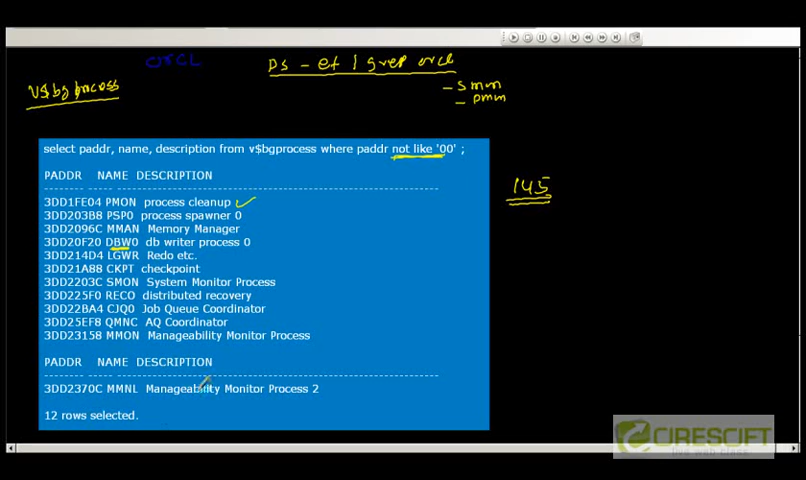 ORCL
ps - ef | grep orcl
v$bgprocess
- smon
- pmon
select paddr, name, description from v$bgprocess where paddr not like '00' ;
145
PADDR NAME DESCRIPTION
-------- ----- ----------------------------------------------------------------
3DD1FE04 PMON process cleanup
3DD203B8 PSP0 process spawner 0
3DD2096C MMAN Memory Manager
3DD20F20 DBW0 db writer process 0
3DD214D4 LGWR Redo etc.
3DD21A88 CKPT checkpoint
3DD2203C SMON System Monitor Process
3DD225F0 RECO distributed recovery
3DD22BA4 CJQ0 Job Queue Coordinator
3DD25EF8 QMNC AQ Coordinator
3DD23158 MMON Manageability Monitor Process
PADDR NAME DESCRIPTION
-------- ----- ----------------------------------------------------------------
3DD2370C MMNL Manageability Monitor Process 2
12 rows selected.
CIRESCIFT
live web class